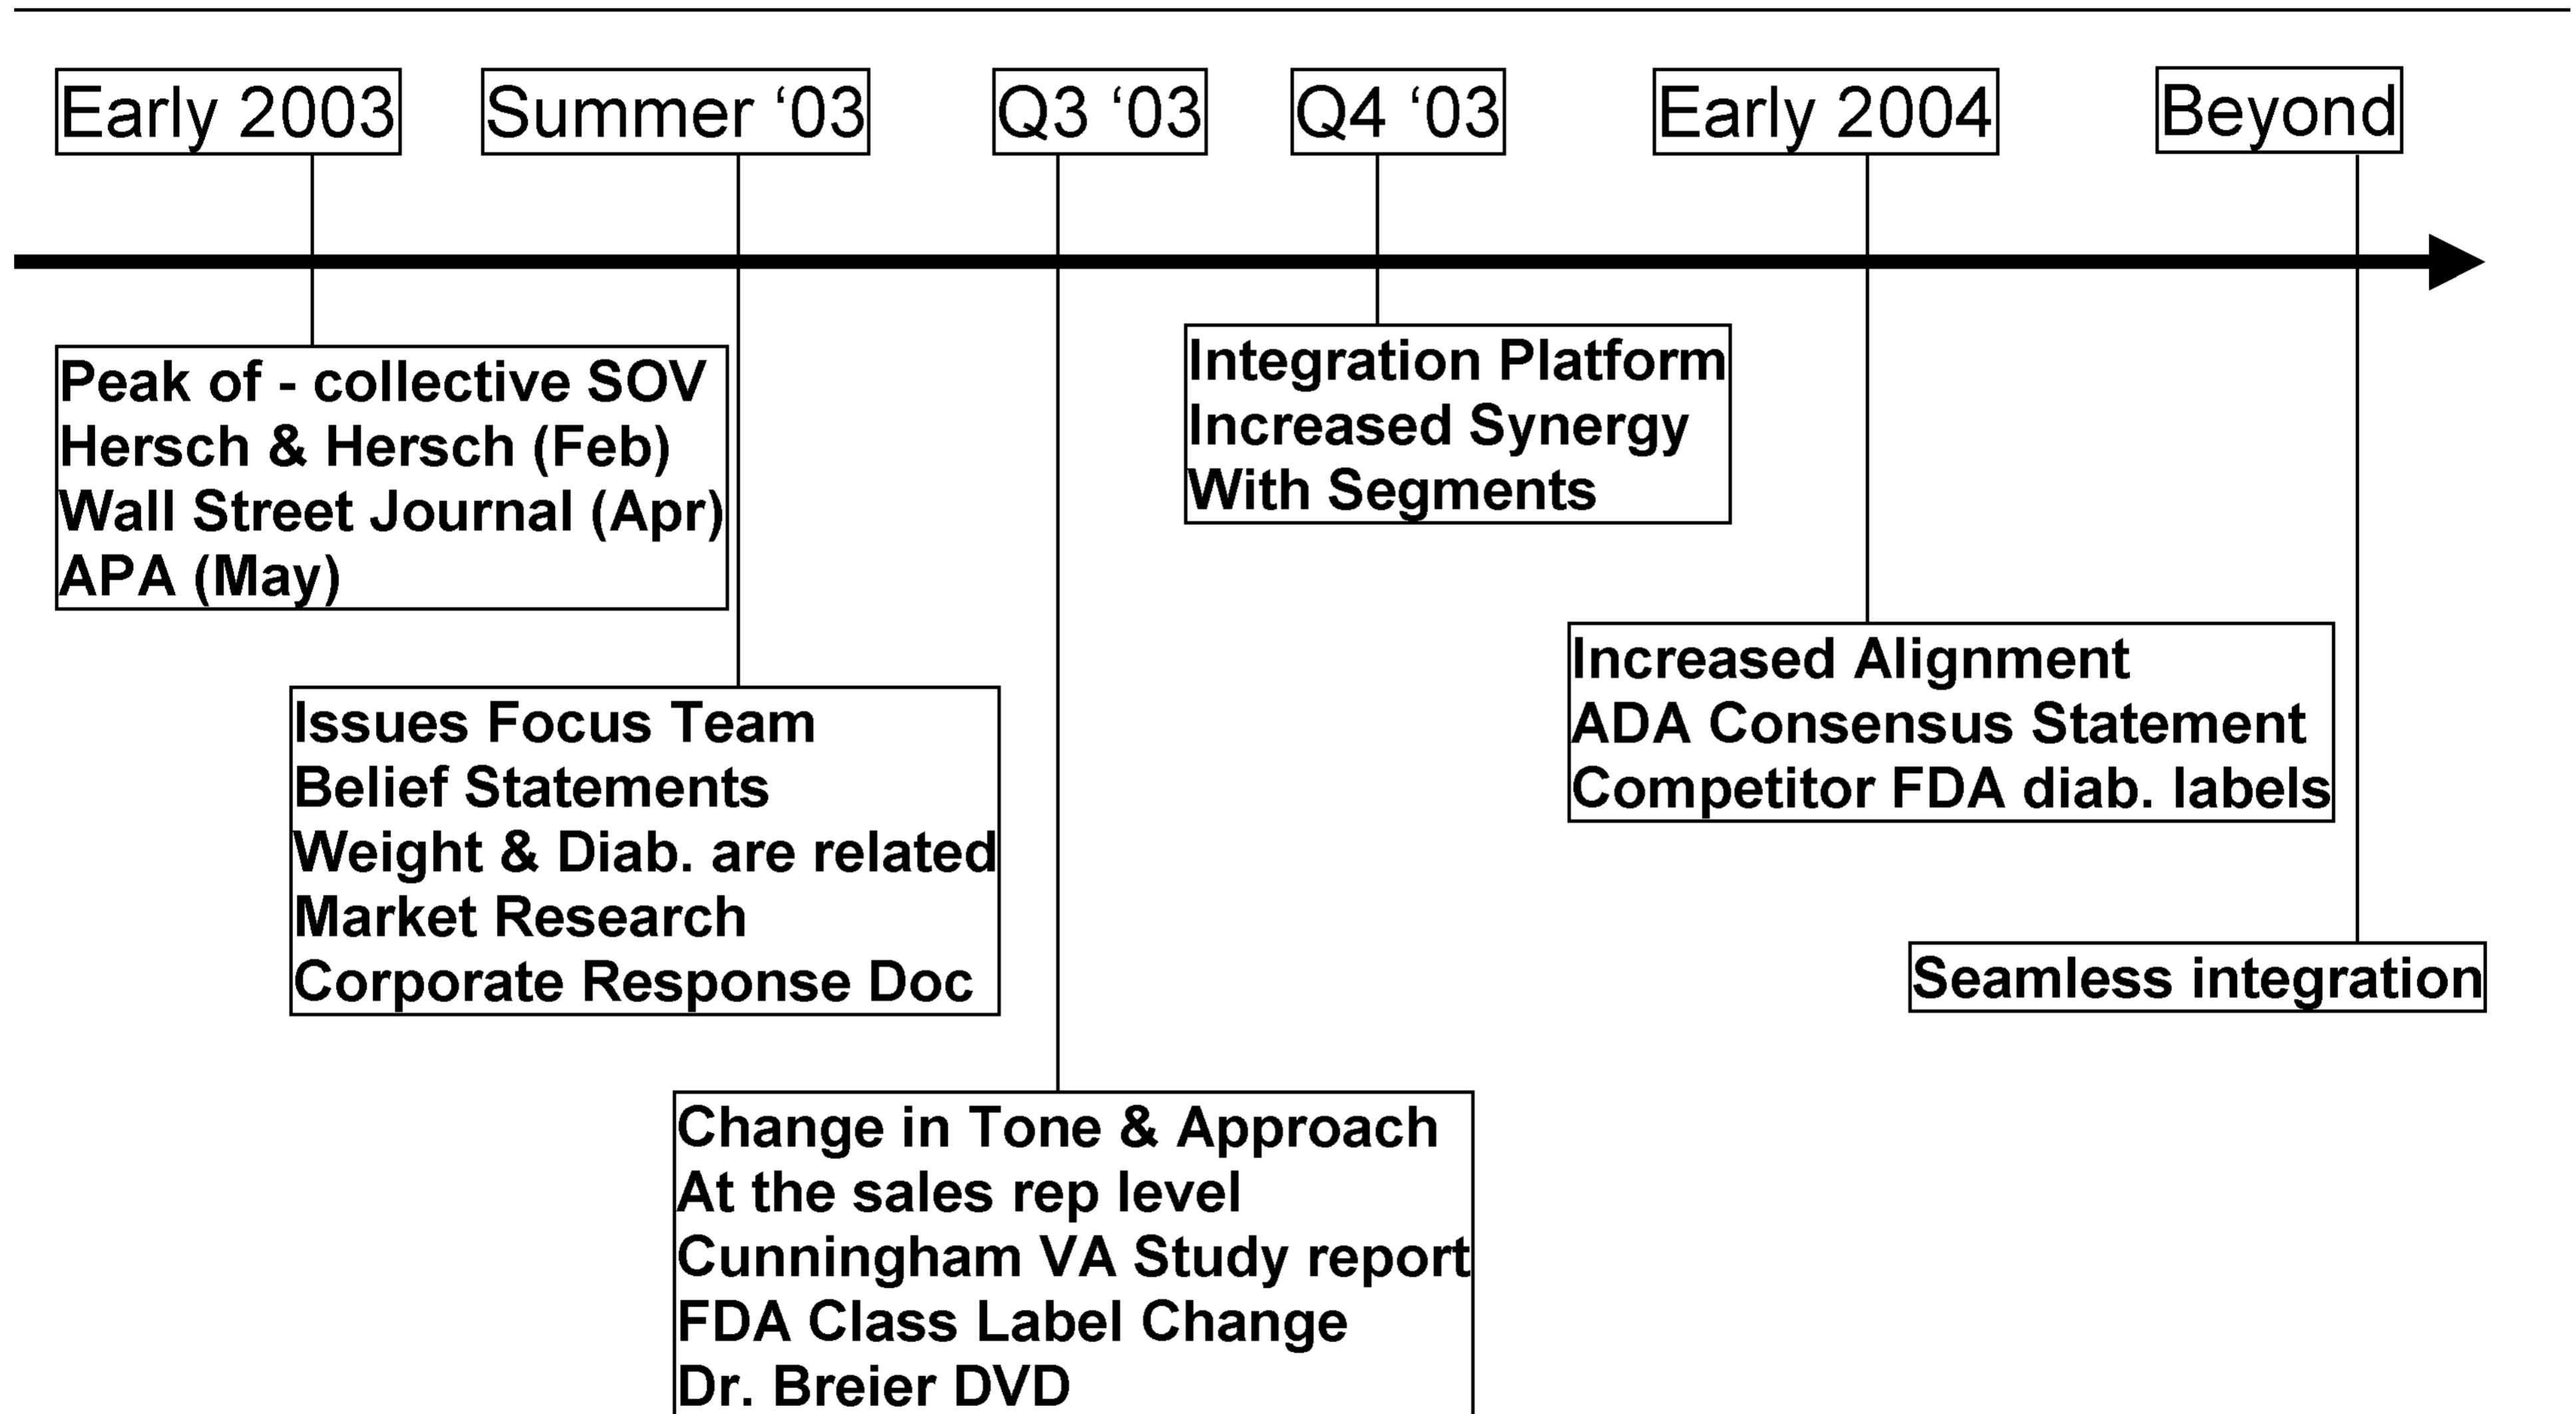 Early 2003
Summer ‘03
Q3 ‘03
Q4 ‘03
Early 2004
Beyond
Peak of - collective SOV
Hersch & Hersch (Feb)
Wall Street Journal (Apr)
APA (May)
Integration Platform
Increased Synergy
With Segments
Increased Alignment
ADA Consensus Statement
Competitor FDA diab. labels
Issues Focus Team
Belief Statements
Weight & Diab. are related
Market Research
Corporate Response Doc
Seamless integration
Change in Tone & Approach
At the sales rep level
Cunningham VA Study report
FDA Class Label Change
Dr. Breier DVD